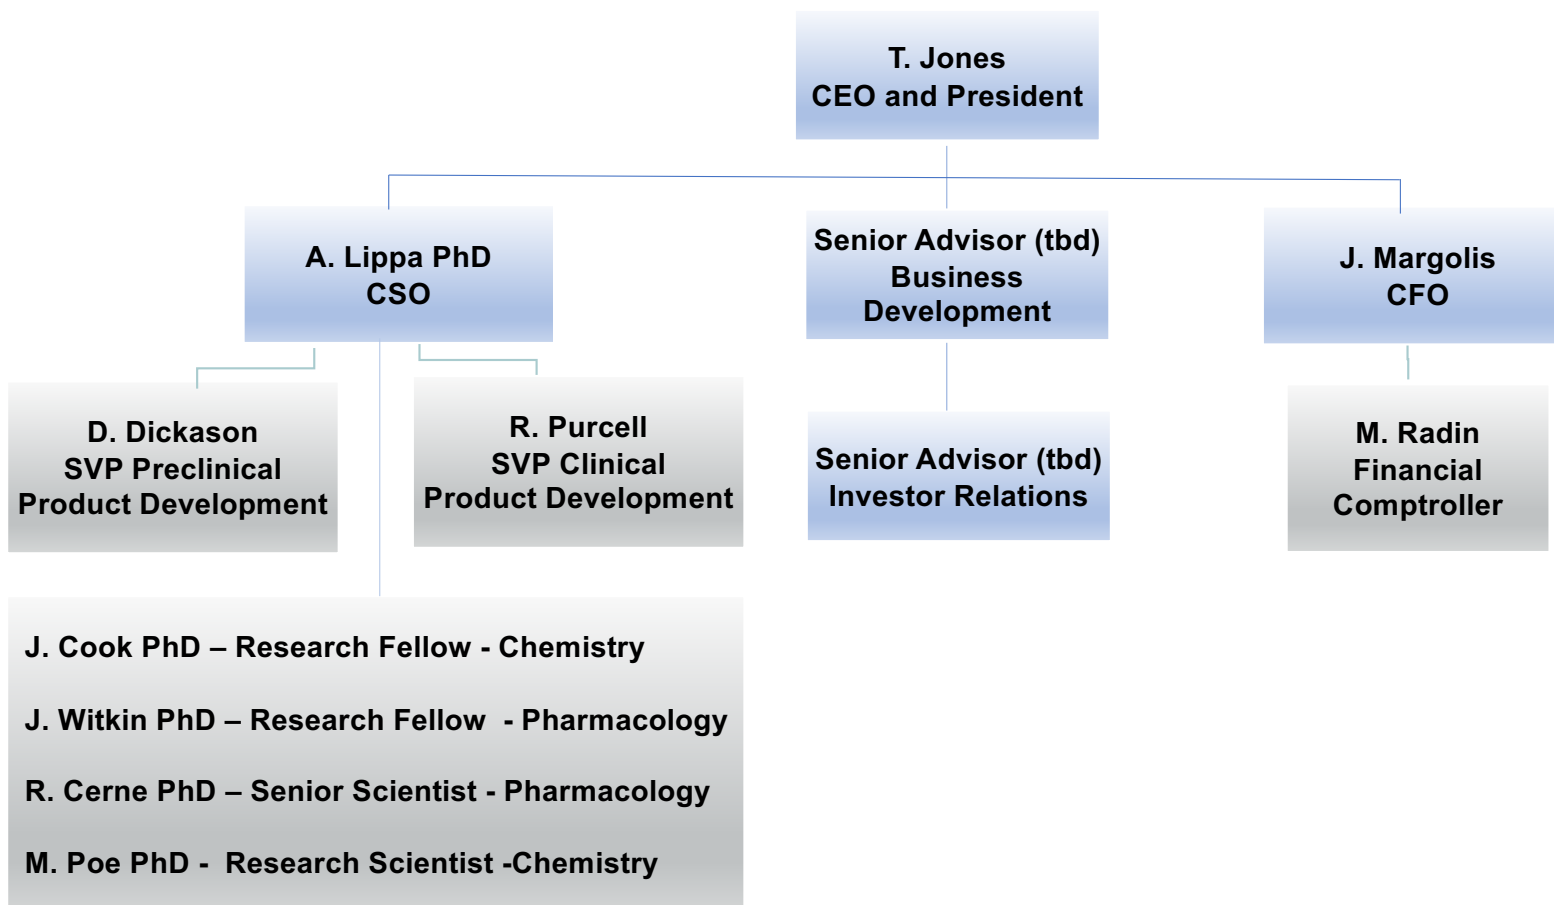 T. Jones
CEO and President
A. Lippa PhD
CSO
Senior Advisor (tbd)
Business
Development
J. Margolis
CFO
D. Dickason
SVP Preclinical
Product Development
R. Purcell
SVP Clinical
Product Development
Senior Advisor (tbd)
Investor Relations
M. Radin
Financial
Comptroller
J. Cook PhD – Research Fellow - Chemistry
J. Witkin PhD – Research Fellow  - Pharmacology
R. Cerne PhD – Senior Scientist - Pharmacology
M. Poe PhD -  Research Scientist -Chemistry